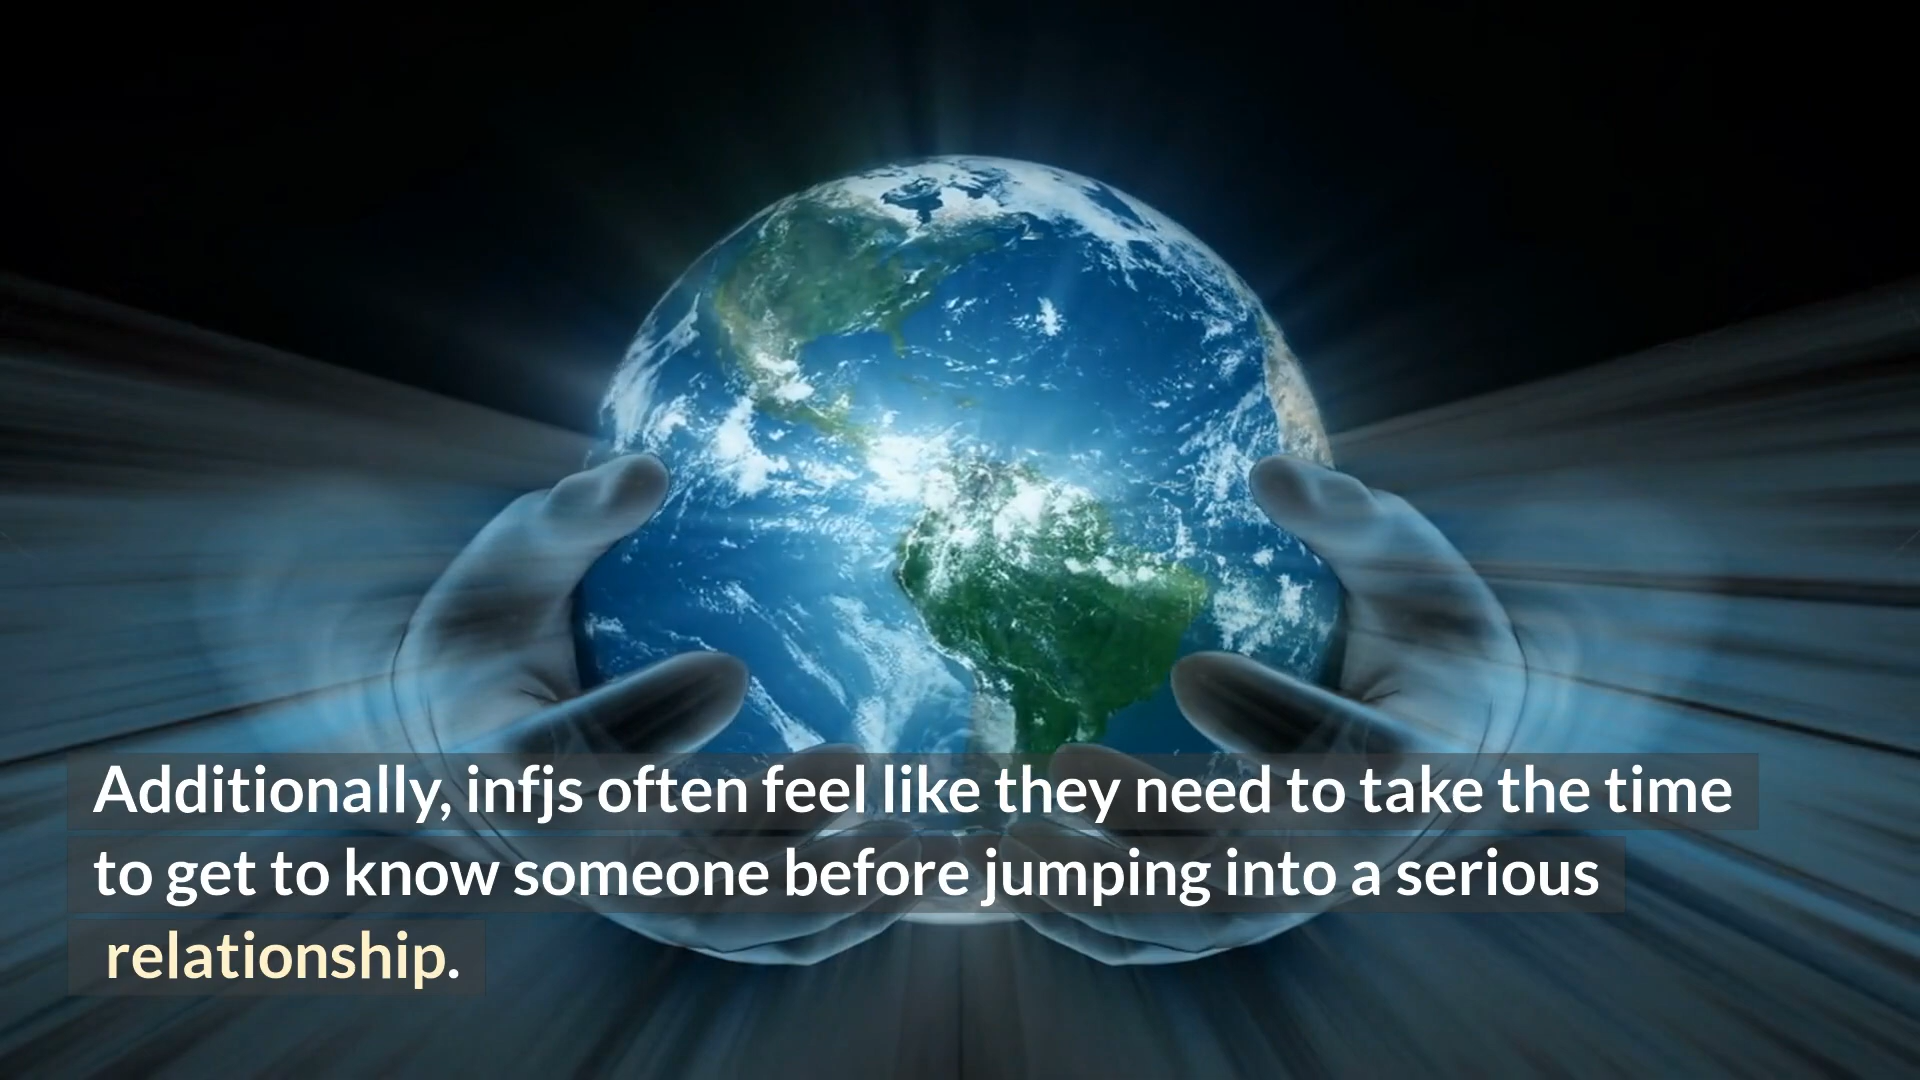 Additionally, infjs often feel like they need to take the time
to get to know someone before jumping into a serious
relationship.